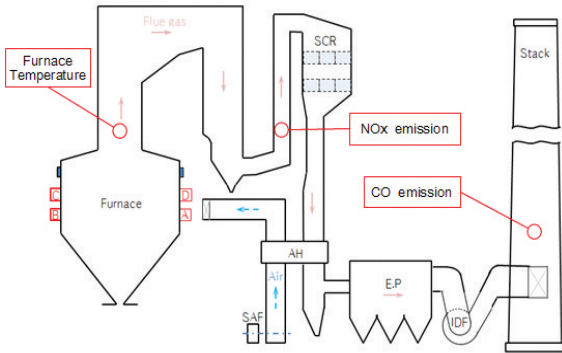 Flue gas
SCR
Stack
Furnace
Temperature
NOx emission
C
D
Furnace
B
A
CO emission
AH
Air
E.P
SAF
IDF